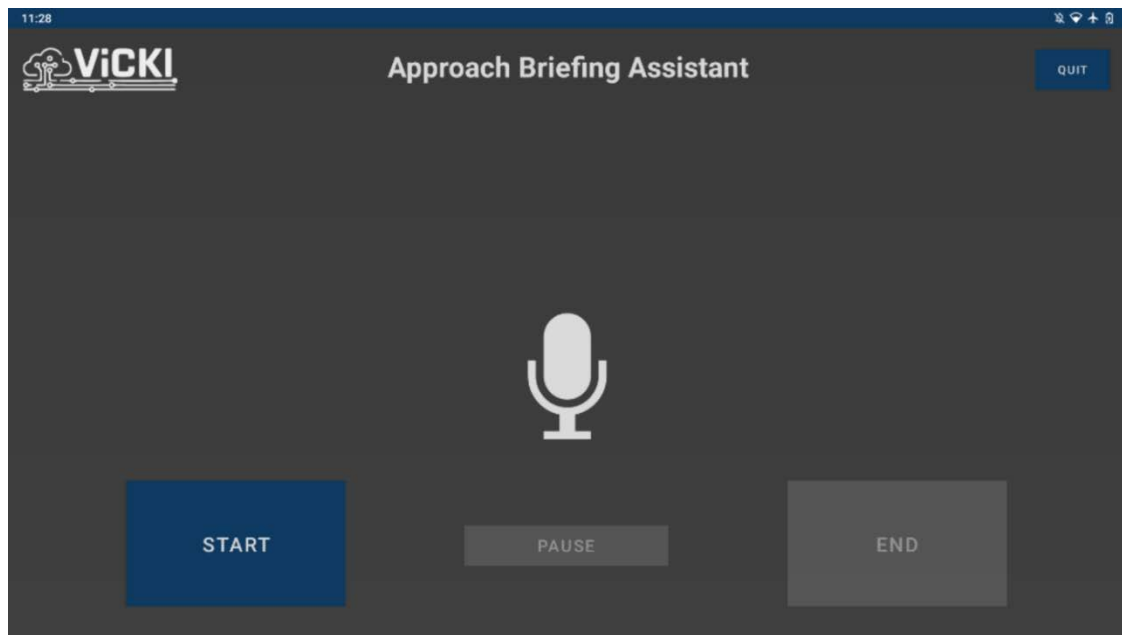 11:28
ViCKI
Approach Briefing Assistant
QUIT
START
PAUSE
END